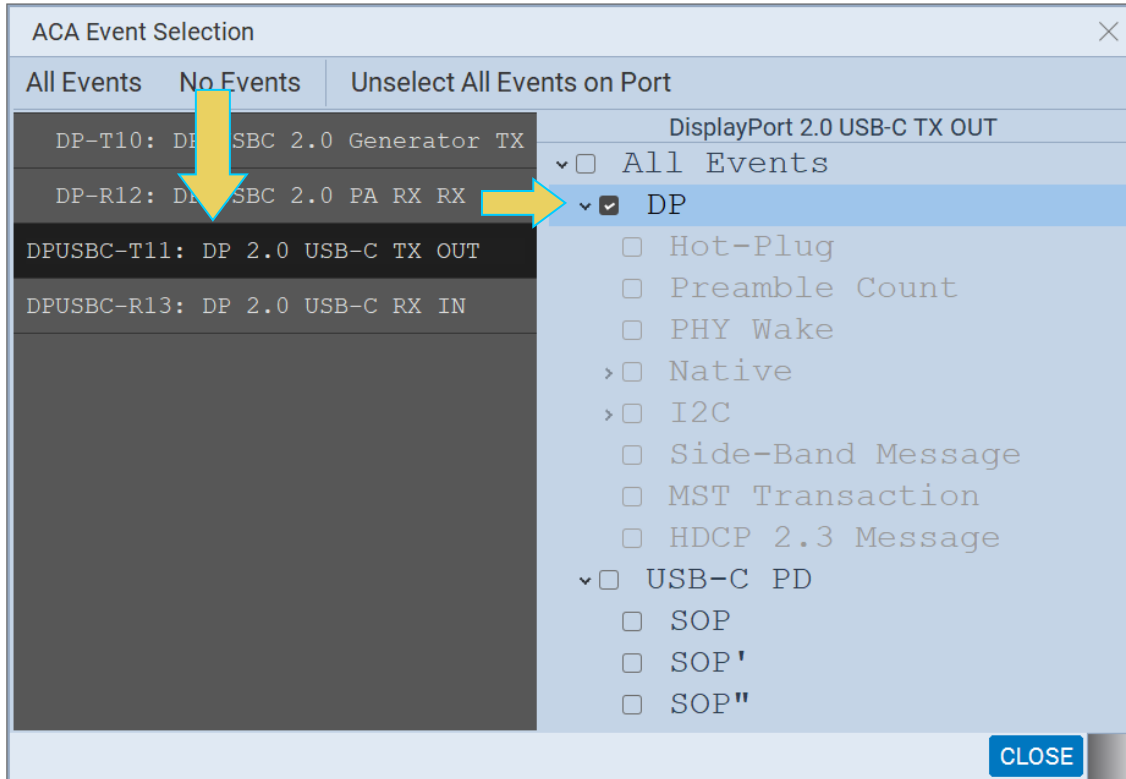 ACA Event Selection
All Events No Events Unselect All Events on Port
DP-T10: DP SBC 2.0 Generator TX
DP-R12: DP SBC 2.0 PA RX RX
DPUSBC-T11: DP 2.0 USB-C TX OUT
DPUSBC-R13: DP 2.0 USB-C RX IN
DisplayPort 2.0 USB-C TX OUT
All Events
DP
Hot-Plug
Preamble Count
PHY Wake
Native
I2C
Side-Band Message
MST Transaction
HDCP 2.3 Message
USB-C PD
SOP
SOP'
SOP"
CLOSE